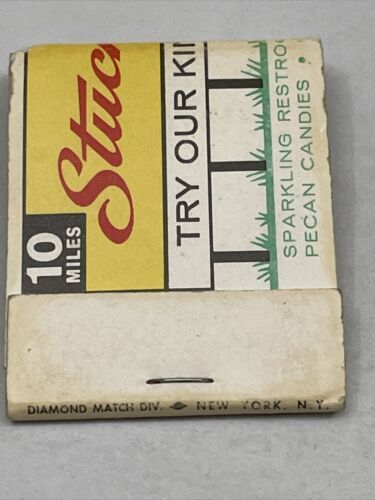 10
MILES
Stuc
TRY OUR KI
SPARKLING RESTRO
PECAN CANDIES .
DIAMOND MATCH DIV. NEW YORK, N.Y.